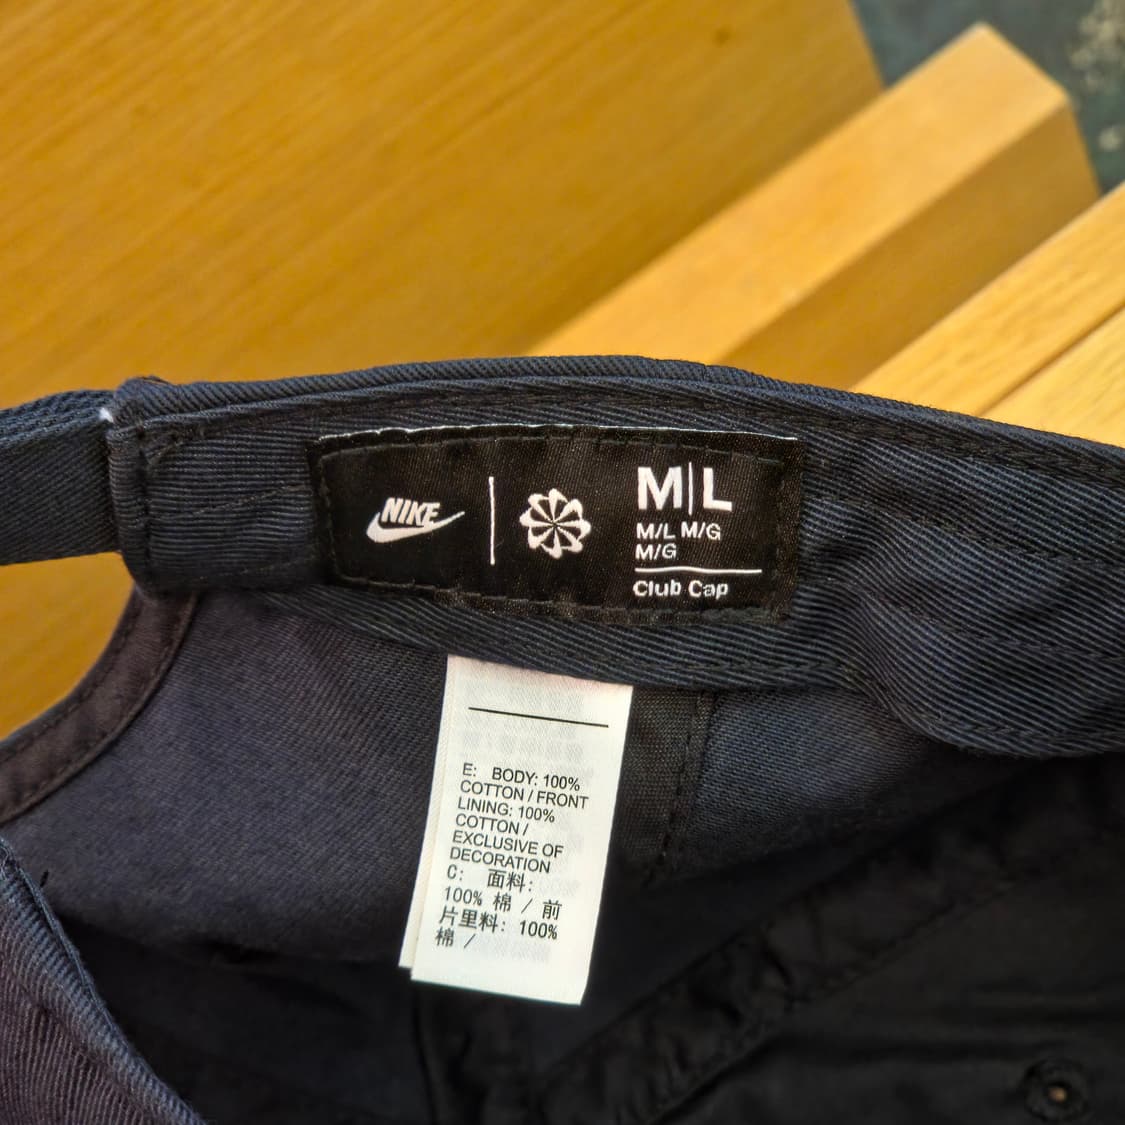 NIKE
M|L
M/L M/G
M/G
Club Cap
E: BODY: 100%
COTTON / FRONT
LINING: 100%
COTTON /
EXCLUSIVE OF
DECORATION
C: 面料:
100% 棉 / 前
片里料: 100%
棉 /